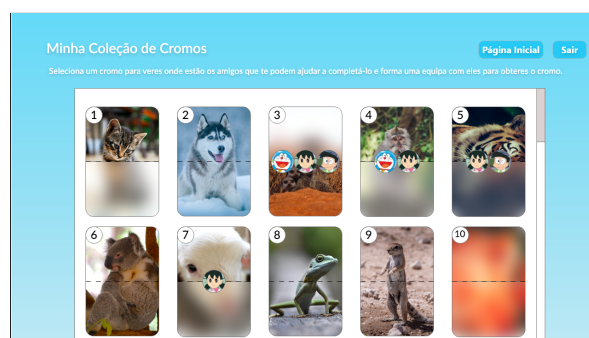 Minha Coleção de Cromos
Página Inicial
Sair
Seleciona um cromo para veres onde estão os amigos que te podem ajudar a completá-lo e forma uma equipa com eles para obteres o cromo.
1
2
3
4
5
6
7
8
9
10